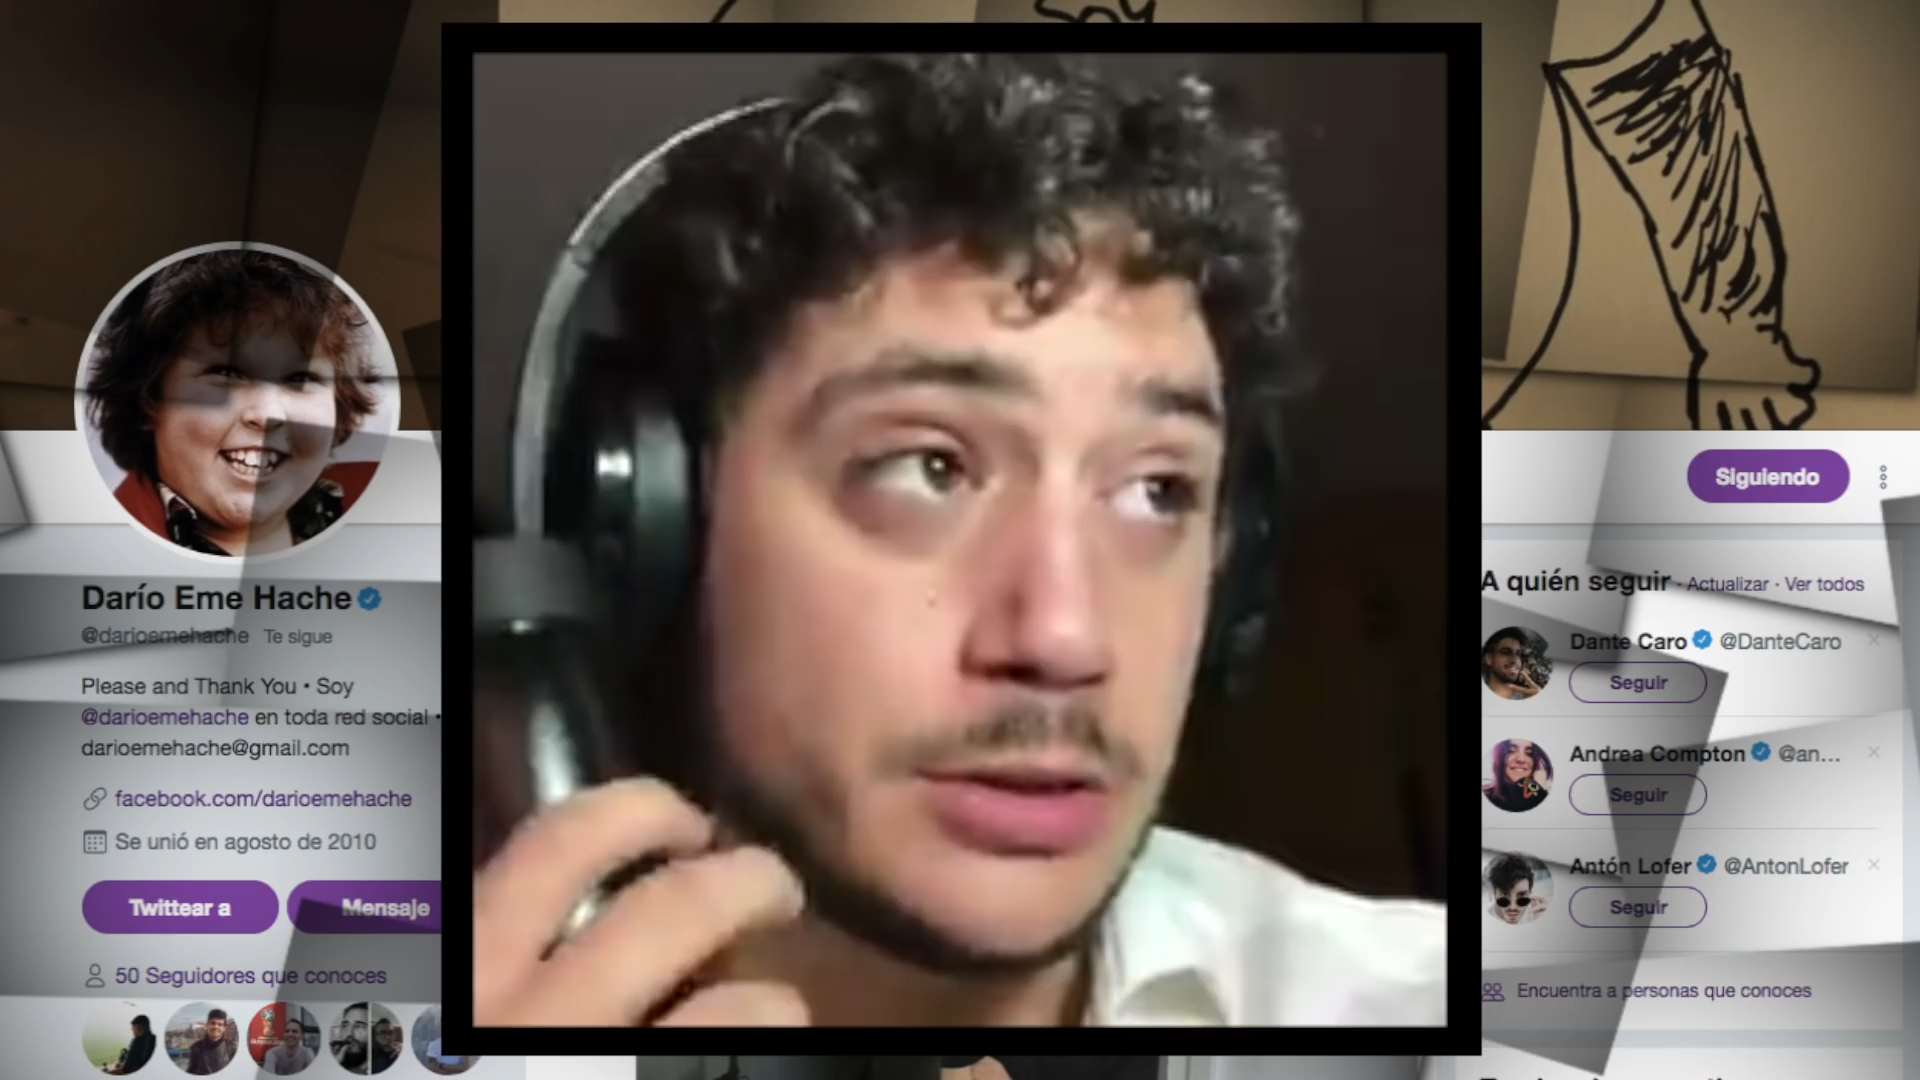 Soy
Darío Eme Hache
@darioemehache Te sigue
Please and Thank You • Soy
@darioemehache en toda red social •
darioemehache@gmail.com
facebook.com/darioemehache
Se unió en agosto de 2010
Twittear a
Mensaje
50 Seguidores que conoces
Siguiendo
A quién seguir · Actualizar · Ver todos
Dante Caro @DanteCaro
Seguir
Andrea Compton @an...
Seguir
Antón Lofer @AntonLofer
Seguir
Encuentra a personas que conoces